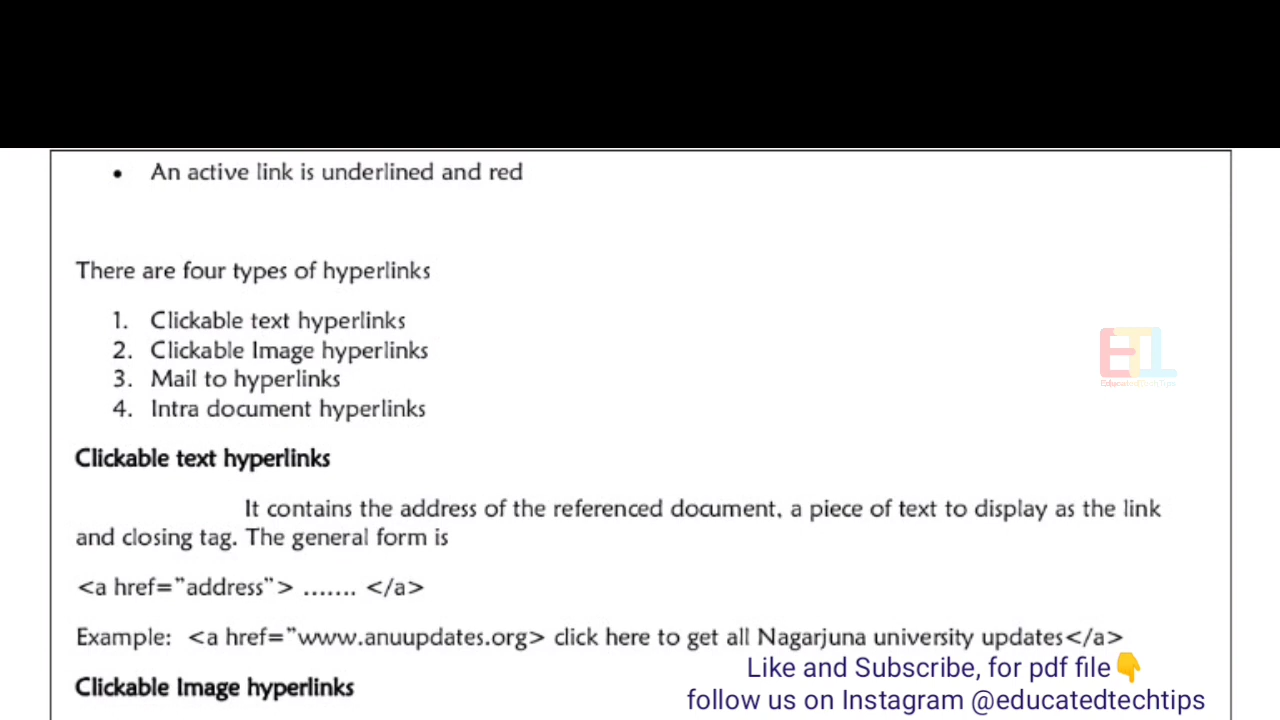 • An active link is underlined and red
There are four types of hyperlinks
1. Clickable text hyperlinks
2. Clickable Image hyperlinks
3. Mail to hyperlinks
4. Intra document hyperlinks
ETL
EducatedTechTips
Clickable text hyperlinks
It contains the address of the referenced document, a piece of text to display as the link
and closing tag. The general form is
<a href=”address”> ……. </a>
Example: <a href=”www.anuupdates.org> click here to get all Nagarjuna university updates</a>
Like and Subscribe, for pdf file👇
Clickable Image hyperlinks
follow us on Instagram @educatedtechtips